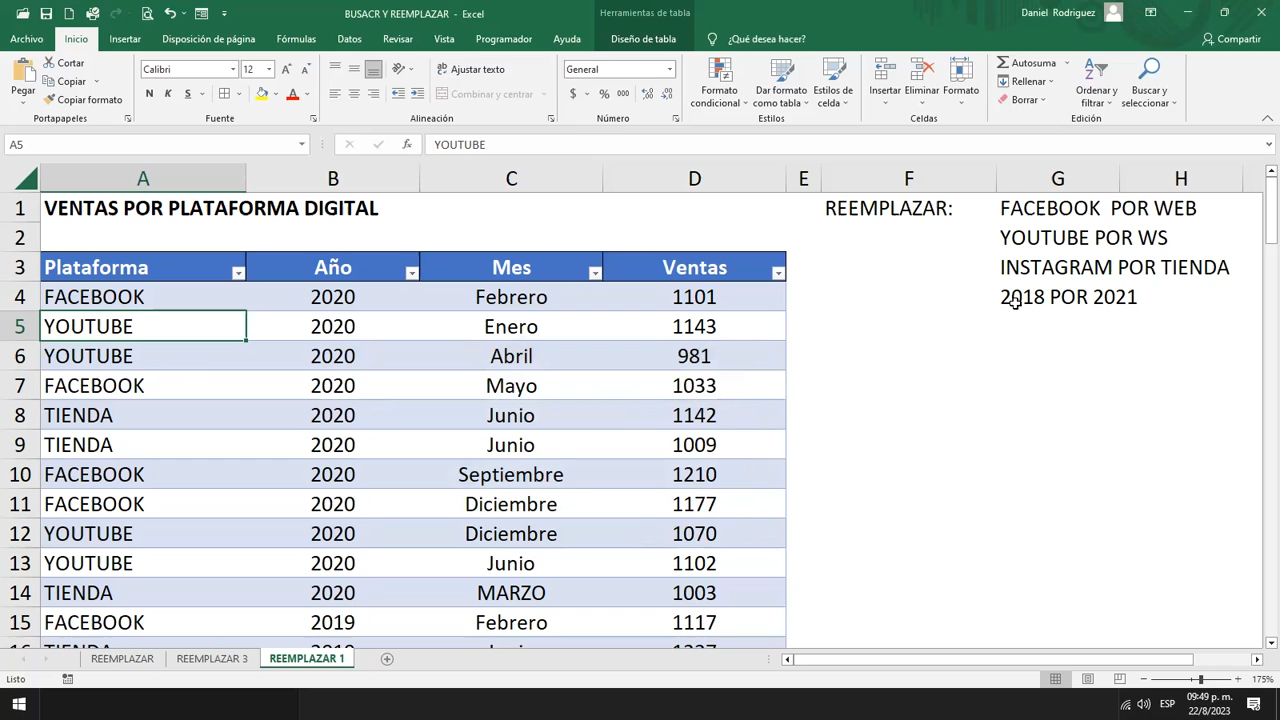 BUSACR Y REEMPLAZAR - Excel
Herramientas de tabla
Daniel Rodriguez
Archivo Inicio Insertar Disposición de página Fórmulas Datos Revisar Vista Programador Ayuda Diseño de tabla ¿Qué desea hacer? Compartir
Pegar
Cortar
Copiar
Copiar formato
Portapapeles
Calibri 12
N K S
Fuente
Ajustar texto
Combinar y centrar
Alineación
General
$ % 000
Número
Formato condicional
Dar formato como tabla
Estilos de celda
Estilos
Insertar Eliminar Formato
Celdas
Autosuma
Rellenar
Borrar
Ordenar y filtrar
Buscar y seleccionar
Edición
A5 fx YOUTUBE
A B C D E F G H
1 VENTAS POR PLATAFORMA DIGITAL REEMPLAZAR: FACEBOOK  POR WEB
2 YOUTUBE POR WS
3 Plataforma Año Mes Ventas INSTAGRAM POR TIENDA
4 FACEBOOK 2020 Febrero 1101 2018 POR 2021
5 YOUTUBE 2020 Enero 1143
6 YOUTUBE 2020 Abril 981
7 FACEBOOK 2020 Mayo 1033
8 TIENDA 2020 Junio 1142
9 TIENDA 2020 Junio 1009
10 FACEBOOK 2020 Septiembre 1210
11 FACEBOOK 2020 Diciembre 1177
12 YOUTUBE 2020 Diciembre 1070
13 YOUTUBE 2020 Junio 1102
14 TIENDA 2020 MARZO 1003
15 FACEBOOK 2019 Febrero 1117
REEMPLAZAR REEMPLAZAR 3 REEMPLAZAR 1
Listo 175%
ESP 09:49 p. m.
22/8/2023